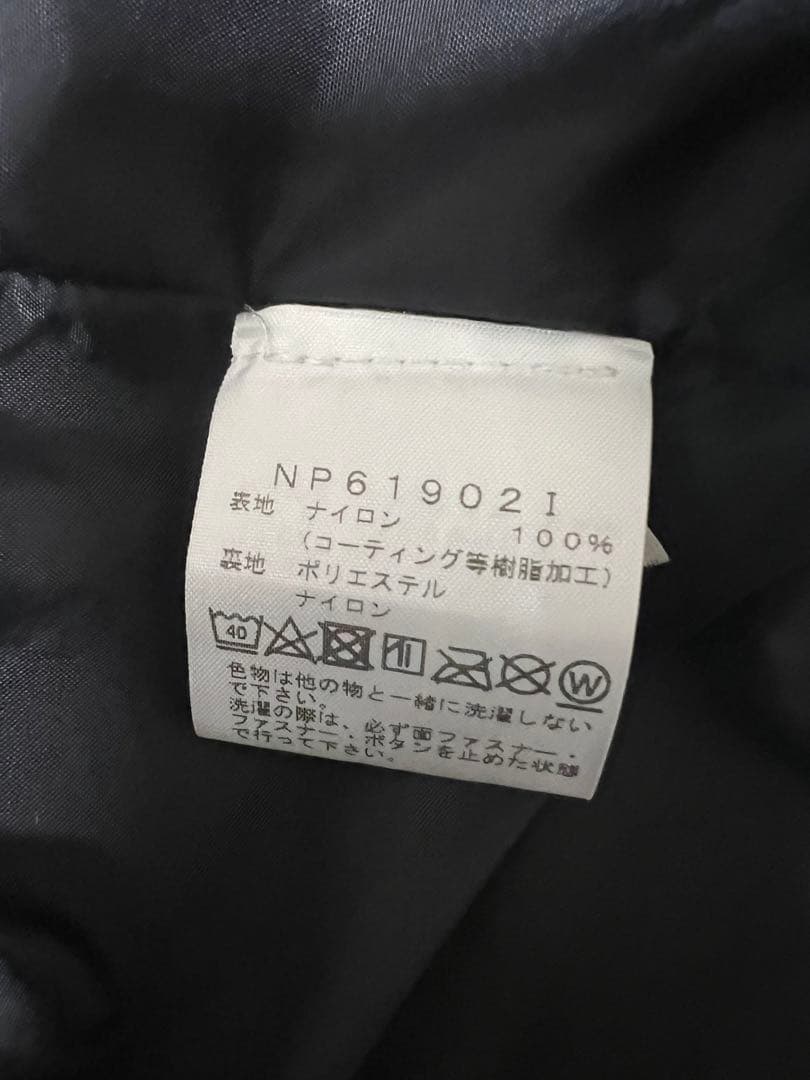 NP61902I
表地 ナイロン 100%
(コーティング等樹脂加工)
裏地 ポリエステル
ナイロン
40 W
色物は他の物と一緒に洗濯しない
で下さい。
洗濯の際は、必ず面ファスナー・
ファスナー・ボタンを止めた状態
で行って下さい。